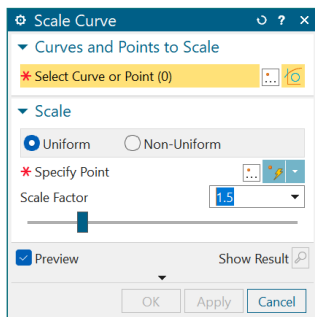 Scale Curve
Curves and Points to Scale
* Select Curve or Point (0)
Scale
Uniform Non-Uniform
* Specify Point
Scale Factor 1.5
Preview Show Result
OK Apply Cancel